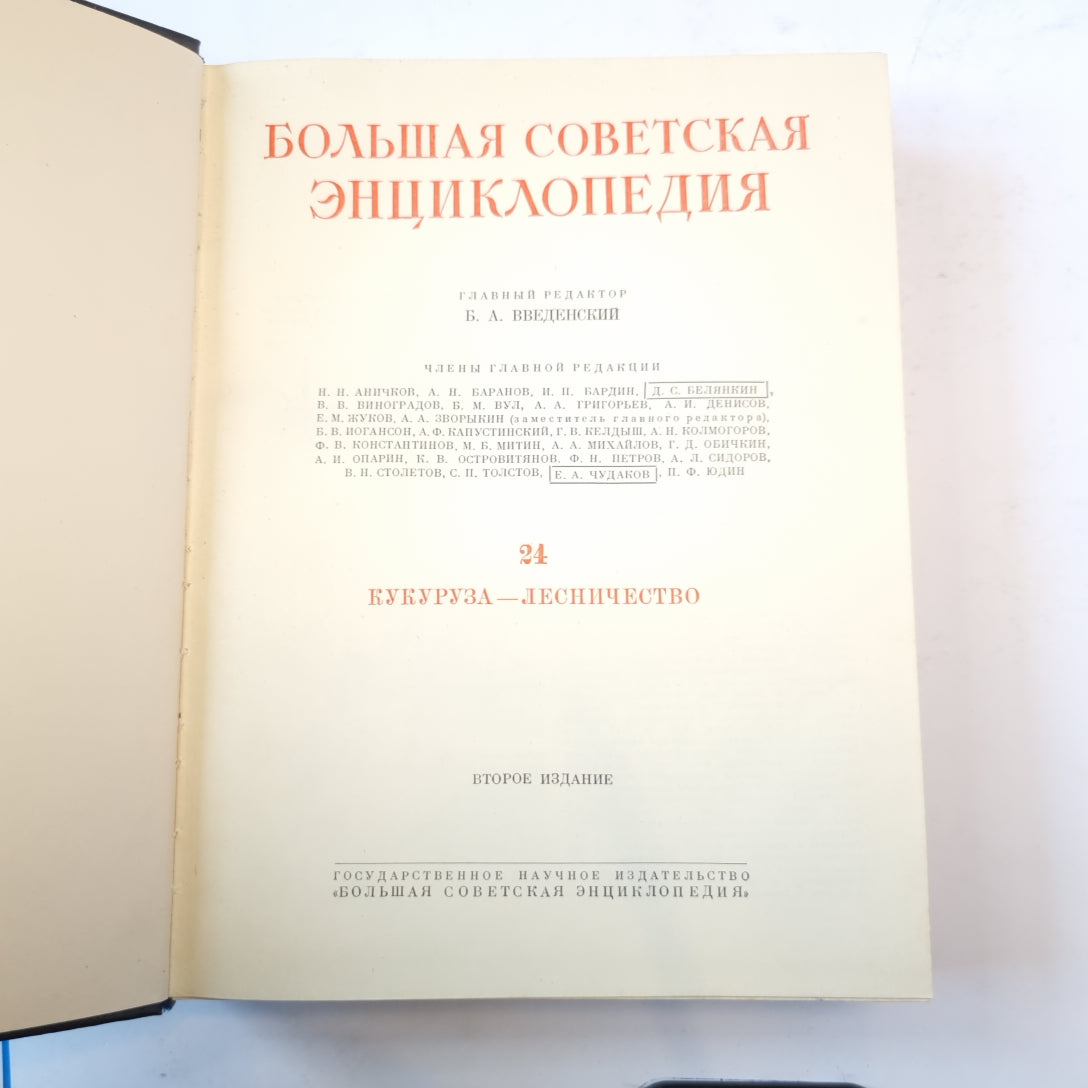 БОЛЬШАЯ СОВЕТСКАЯ
ЭНЦИКЛОПЕДИЯ
ГЛАВНЫЙ РЕДАКТОР
Б. А. ВВЕДЕНСКИЙ
ЧЛЕНЫ ГЛАВНОЙ РЕДАКЦИИ
Н. Н. АНИЧКОВ, А. Н. БАРАНОВ, И. П. БАРДИН, Д. С. БЕЛЯНКИН,
В. В. ВИНОГРАДОВ, Б. М. ВУЛ, А. А. ГРИГОРЬЕВ, А. И. ДЕНИСОВ,
Е. М. ЖУКОВ, А. А. ЗВОРЫКИН (заместитель главного редактора),
Б. В. ИОГАНСОН, А. Ф. КАПУСТИНСКИЙ, Г. В. КЕЛДЫШ, А. Н. КОЛМОГОРОВ,
Ф. В. КОНСТАНТИНОВ, М. Б. МИТИН, А. А. МИХАЙЛОВ, Г. Д. ОБИЧКИН,
А. И. ОПАРИН, К. В. ОСТРОВИТЯНОВ, Ф. Н. ПЕТРОВ, А. Л. СИДОРОВ,
В. Н. СТОЛЕТОВ, С. П. ТОЛСТОВ, Е. А. ЧУДАКОВ, П. Ф. ЮДИН
24
КУКУРУЗА—ЛЕСНИЧЕСТВО
ВТОРОЕ ИЗДАНИЕ
ГОСУДАРСТВЕННОЕ НАУЧНОЕ ИЗДАТЕЛЬСТВО
«БОЛЬШАЯ СОВЕТСКАЯ ЭНЦИКЛОПЕДИЯ»